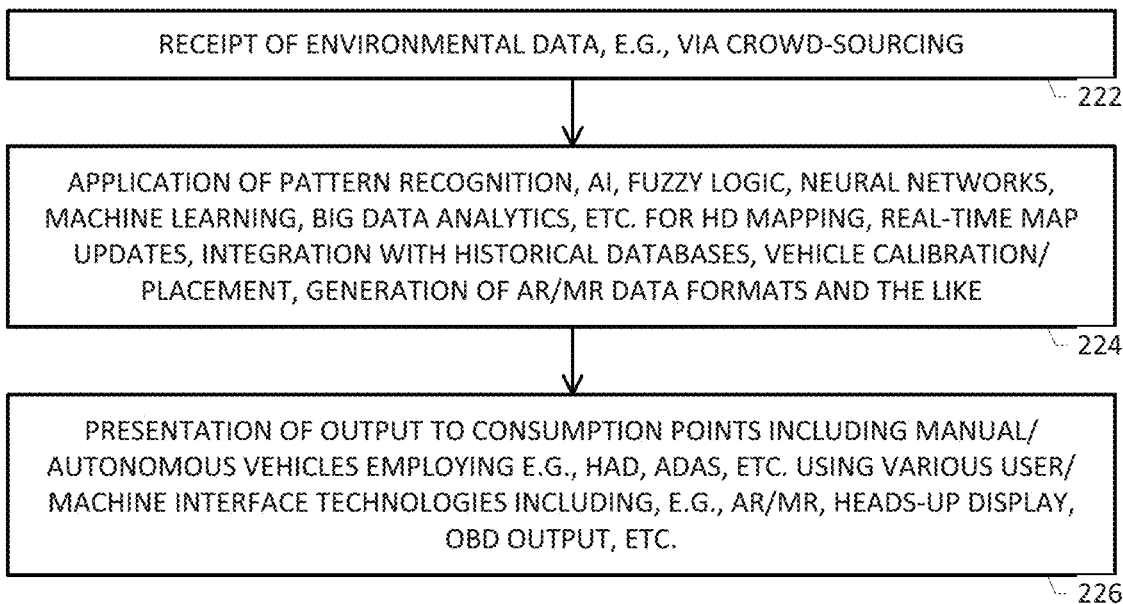 RECEIPT OF ENVIRONMENTAL DATA, E.G., VIA CROWD-SOURCING
222
APPLICATION OF PATTERN RECOGNITION, AI, FUZZY LOGIC, NEURAL NETWORKS,
MACHINE LEARNING, BIG DATA ANALYTICS, ETC. FOR HD MAPPING, REAL-TIME MAP
UPDATES, INTEGRATION WITH HISTORICAL DATABASES, VEHICLE CALIBRATION/
PLACEMENT, GENERATION OF AR/MR DATA FORMATS AND THE LIKE
224
PRESENTATION OF OUTPUT TO CONSUMPTION POINTS INCLUDING MANUAL/
AUTONOMOUS VEHICLES EMPLOYING E.G., HAD, ADAS, ETC. USING VARIOUS USER/
MACHINE INTERFACE TECHNOLOGIES INCLUDING, E.G., AR/MR, HEADS-UP DISPLAY,
OBD OUTPUT, ETC.
226